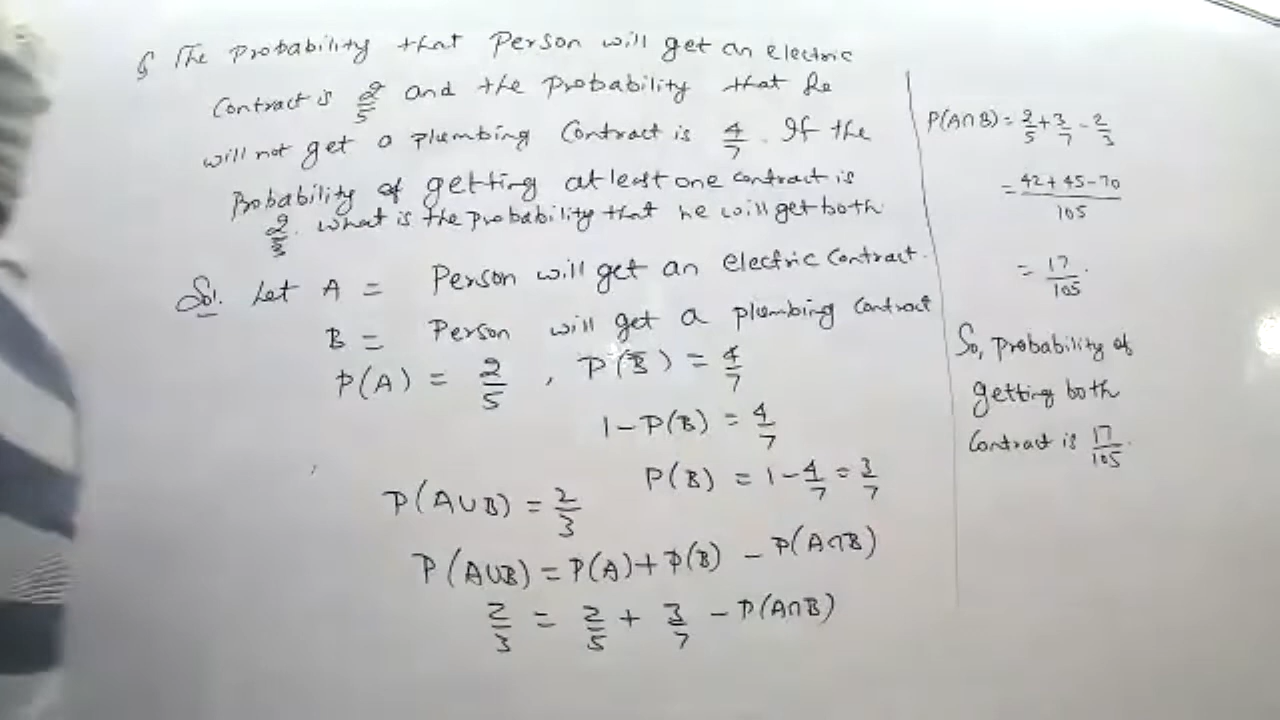 Q The Probability that Person will get an electric
Contract is 2/5 and the Probability that he
will not get a plumbing Contract is 4/7. If the
Probability of getting atleast one contract is
2/3. What is the Probability that he will get both
Sol. Let A = Person will get an electric Contract.
B = Person will get a plumbing Contract
P(A) = 2/5, P(B̅) = 4/7
1 - P(B) = 4/7
P(B) = 1 - 4/7 = 3/7
P(A∪B) = 2/3
P(A∪B) = P(A) + P(B) - P(A∩B)
2/3 = 2/5 + 3/7 - P(A∩B)
P(A∩B) = 2/5 + 3/7 - 2/3
= 42 + 45 - 70 / 105
= 17/105.
So, Probability of
getting both
Contract is 17/105.